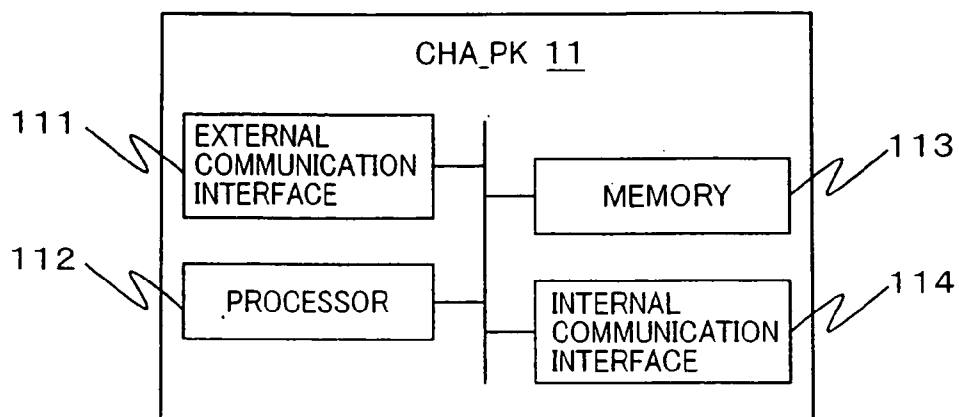 CHA_PK 11
111
EXTERNAL
COMMUNICATION
INTERFACE
113
MEMORY
112
PROCESSOR
114
INTERNAL
COMMUNICATION
INTERFACE